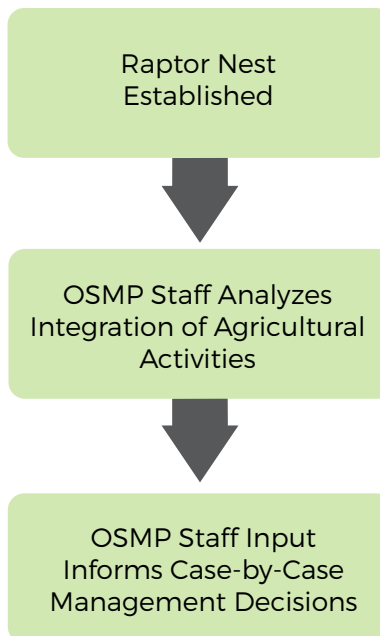 Raptor Nest
Established
OSMP Staff Analyzes
Integration of Agricultural
Activities
OSMP Staff Input
Informs Case-by-Case
Management Decisions